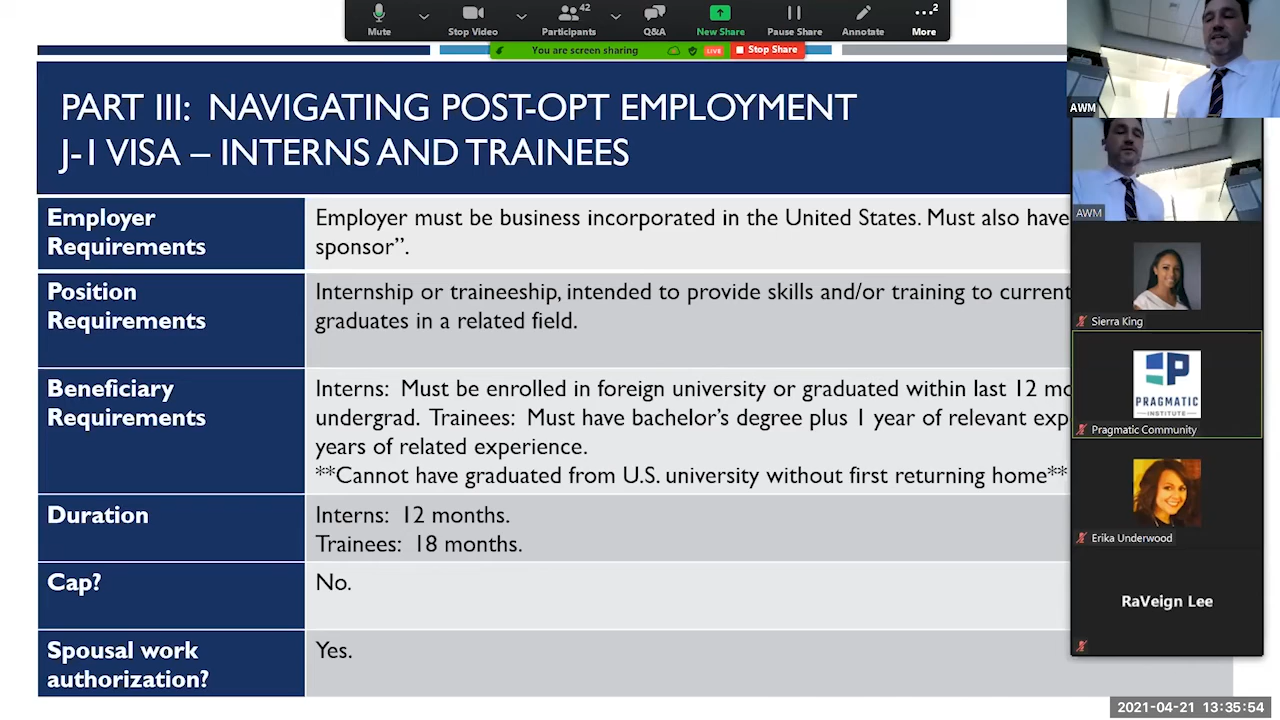 Mute
Stop Video
42
Participants
Q&A
New Share
Pause Share
Annotate
2
More
You are screen sharing
LIVE
Stop Share
PART III: NAVIGATING POST-OPT EMPLOYMENT
J-1 VISA – INTERNS AND TRAINEES
Employer
Requirements
Employer must be business incorporated in the United States. Must also have
sponsor”.
Position
Requirements
Internship or traineeship, intended to provide skills and/or training to current
graduates in a related field.
Beneficiary
Requirements
Interns: Must be enrolled in foreign university or graduated within last 12
undergrad. Trainees: Must have bachelor’s degree plus 1 year of relevant
years of related experience.
**Cannot have graduated from U.S. university without first returning home**
Duration
Interns: 12 months.
Trainees: 18 months.
Cap?
No.
Spousal work
authorization?
Yes.
AWM
AWM
Sierra King
PRAGMATIC
INSTITUTE
Pragmatic Community
Erika Underwood
RaVeign Lee
2021-04-21 13:35:54